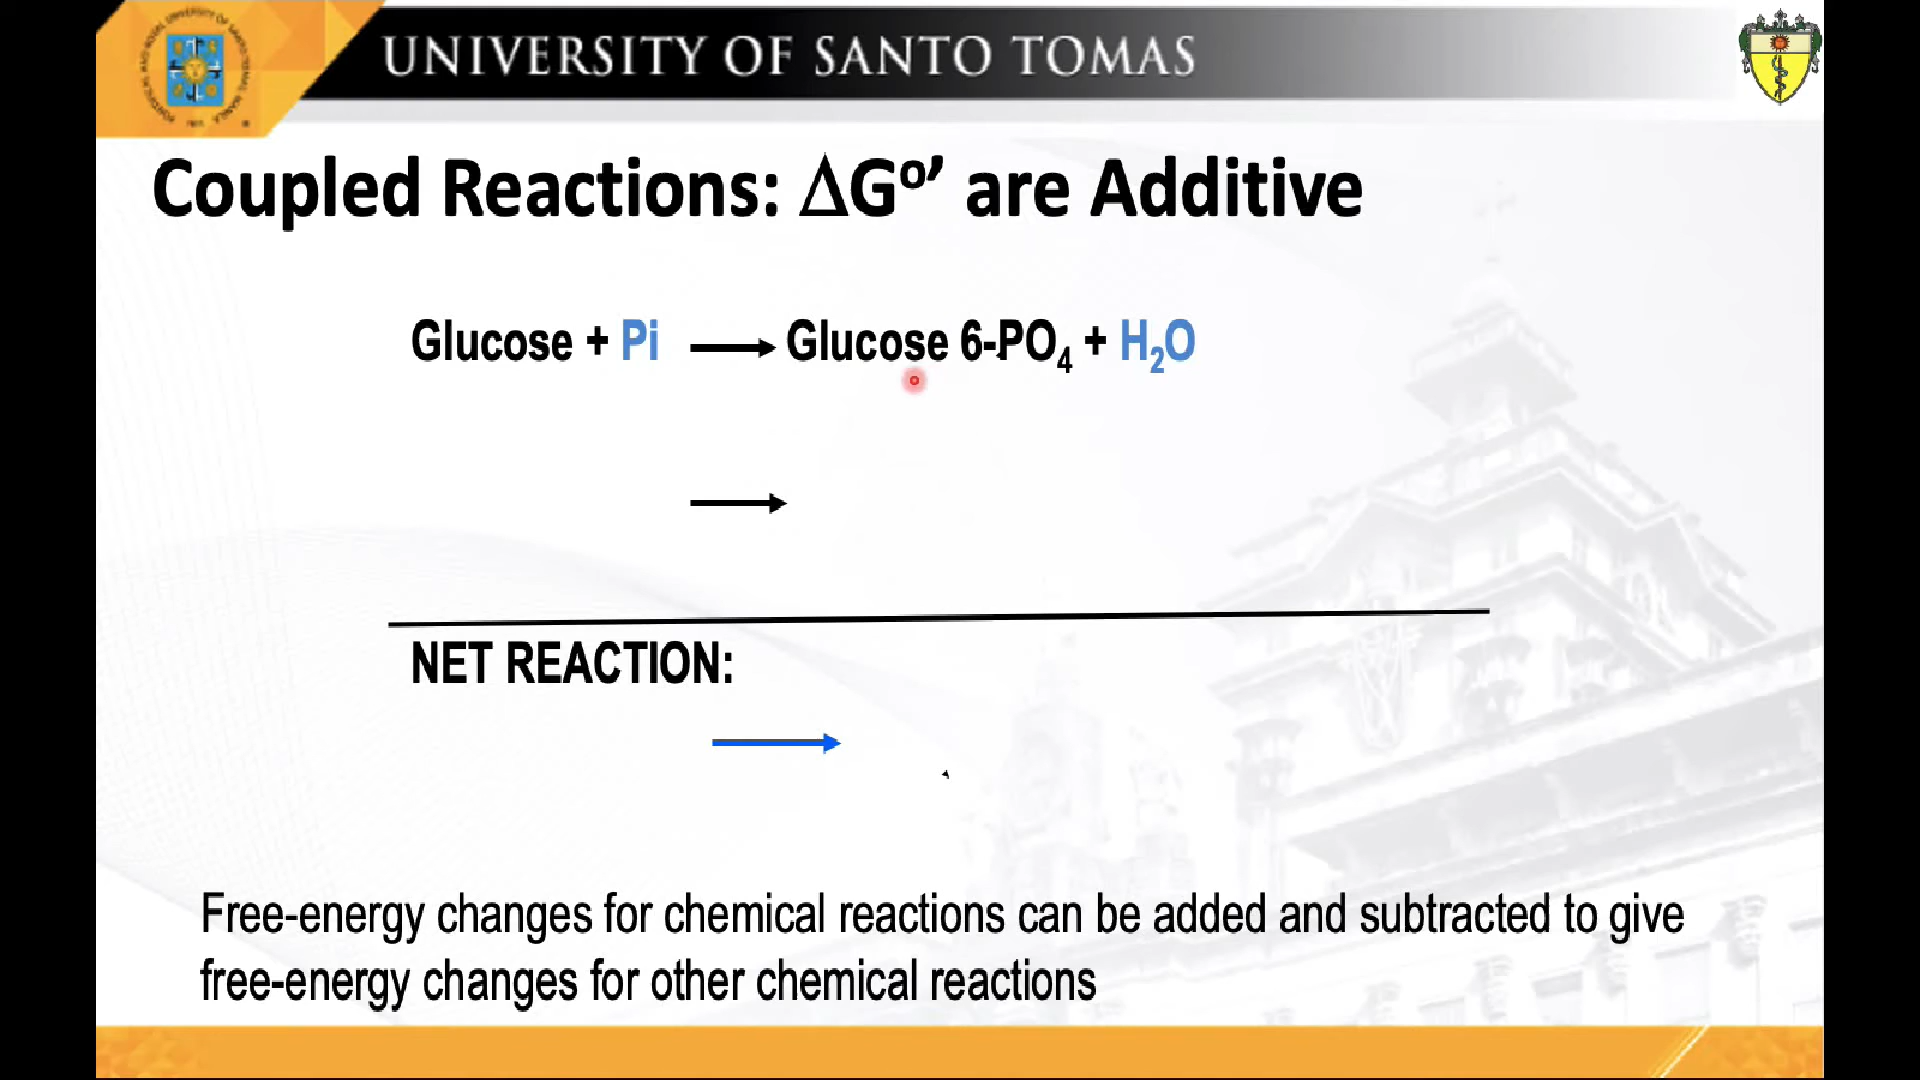 UNIVERSITY OF SANTO TOMAS
Coupled Reactions: ΔGº’ are Additive
Glucose + Pi → Glucose 6-PO₄ + H₂O
→
NET REACTION:
→
Free-energy changes for chemical reactions can be added and subtracted to give
free-energy changes for other chemical reactions